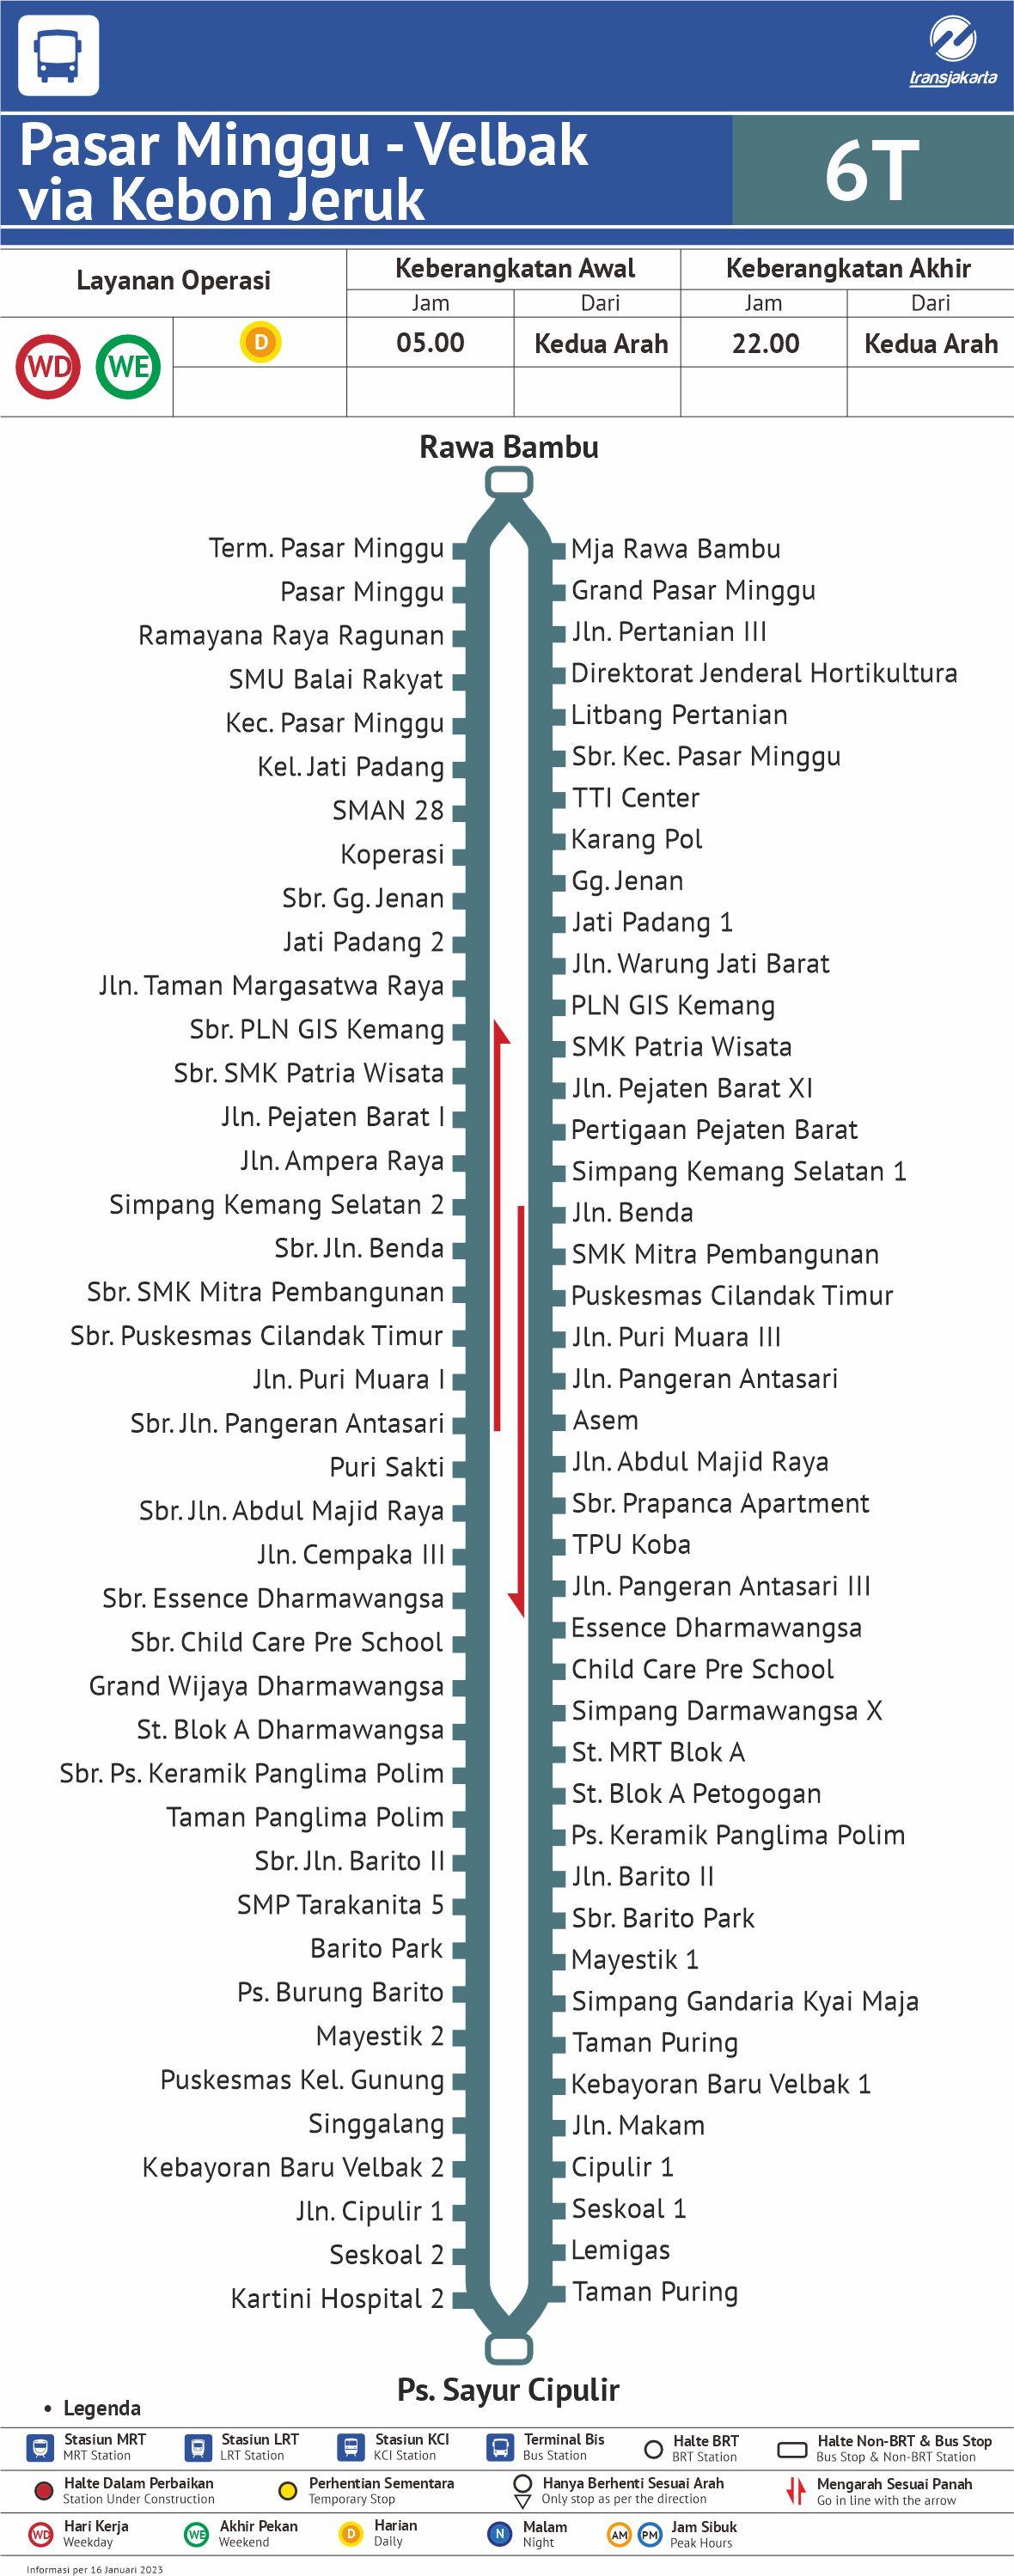 transjakarta
Pasar Minggu - Velbak
via Kebon Jeruk
6T
Layanan Operasi
Keberangkatan Awal
Keberangkatan Akhir
Jam
Dari
Jam
Dari
WD
WE
D
05.00
Kedua Arah
22.00
Kedua Arah
Rawa Bambu
Term. Pasar Minggu
Pasar Minggu
Ramayana Raya Ragunan
SMU Balai Rakyat
Kec. Pasar Minggu
Kel. Jati Padang
SMAN 28
Koperasi
Sbr. Gg. Jenan
Jati Padang 2
Jln. Taman Margasatwa Raya
Sbr. PLN GIS Kemang
Sbr. SMK Patria Wisata
Jln. Pejaten Barat I
Jln. Ampera Raya
Simpang Kemang Selatan 2
Sbr. Jln. Benda
Sbr. SMK Mitra Pembangunan
Sbr. Puskesmas Cilandak Timur
Jln. Puri Muara I
Sbr. Jln. Pangeran Antasari
Puri Sakti
Sbr. Jln. Abdul Majid Raya
Jln. Cempaka III
Sbr. Essence Dharmawangsa
Sbr. Child Care Pre School
Grand Wijaya Dharmawangsa
St. Blok A Dharmawangsa
Sbr. Ps. Keramik Panglima Polim
Taman Panglima Polim
Sbr. Jln. Barito II
SMP Tarakanita 5
Barito Park
Ps. Burung Barito
Mayestik 2
Puskesmas Kel. Gunung
Singgalang
Kebayoran Baru Velbak 2
Jln. Cipulir 1
Seskoal 2
Kartini Hospital 2
Mja Rawa Bambu
Grand Pasar Minggu
Jln. Pertanian III
Direktorat Jenderal Hortikultura
Litbang Pertanian
Sbr. Kec. Pasar Minggu
TTI Center
Karang Pol
Gg. Jenan
Jati Padang 1
Jln. Warung Jati Barat
PLN GIS Kemang
SMK Patria Wisata
Jln. Pejaten Barat XI
Pertigaan Pejaten Barat
Simpang Kemang Selatan 1
Jln. Benda
SMK Mitra Pembangunan
Puskesmas Cilandak Timur
Jln. Puri Muara III
Jln. Pangeran Antasari
Asem
Jln. Abdul Majid Raya
Sbr. Prapanca Apartment
TPU Koba
Jln. Pangeran Antasari III
Essence Dharmawangsa
Child Care Pre School
Simpang Darmawangsa X
St. MRT Blok A
St. Blok A Petogogan
Ps. Keramik Panglima Polim
Jln. Barito II
Sbr. Barito Park
Mayestik 1
Simpang Gandaria Kyai Maja
Taman Puring
Kebayoran Baru Velbak 1
Jln. Makam
Cipulir 1
Seskoal 1
Lemigas
Taman Puring
Ps. Sayur Cipulir
• Legenda
Stasiun MRT
MRT Station
Stasiun LRT
LRT Station
Stasiun KCI
KCI Station
Terminal Bis
Bus Station
Halte BRT
BRT Station
Halte Non-BRT & Bus Stop
Bus Stop & Non-BRT Station
Halte Dalam Perbaikan
Station Under Construction
Perhentian Sementara
Temporary Stop
Hanya Berhenti Sesuai Arah
Only stop as per the direction
Mengarah Sesuai Panah
Go in line with the arrow
WD
Hari Kerja
Weekday
WE
Akhir Pekan
Weekend
D
Harian
Daily
N
Malam
Night
AM
PM
Jam Sibuk
Peak Hours
Informasi per 16 Januari 2023